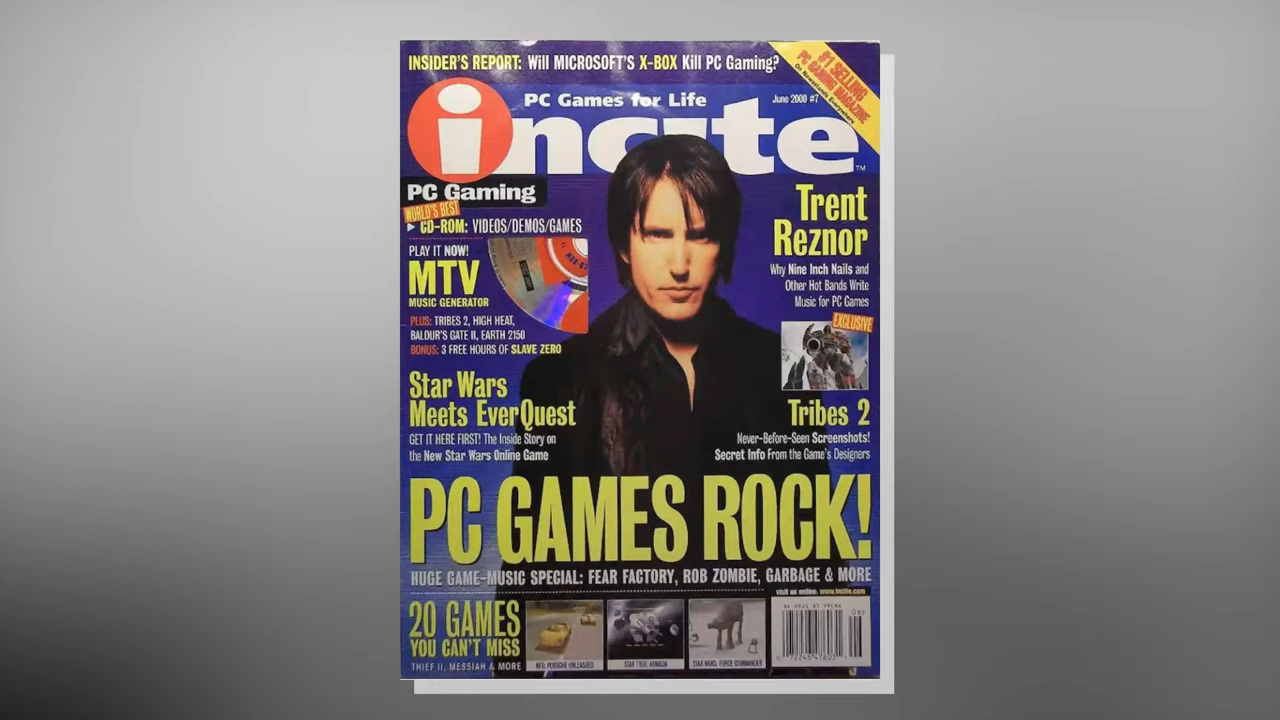 INSIDER'S REPORT: Will MICROSOFT'S X-BOX Kill PC Gaming?
#1 SELLING
PC GAMING MAGAZINE
On Newsstands Everywhere
PC Games for Life
June 2000 #7
incite
TM
PC Gaming
WORLD'S BEST
CD-ROM: VIDEOS/DEMOS/GAMES
PLAY IT NOW!
MTV
MUSIC GENERATOR
PLUS: TRIBES 2, HIGH HEAT,
BALDUR'S GATE II, EARTH 2150
BONUS: 3 FREE HOURS OF SLAVE ZERO
Star Wars
Meets EverQuest
GET IT HERE FIRST! The Inside Story on
the New Star Wars Online Game
Trent
Reznor
Why Nine Inch Nails and
Other Hot Bands Write
Music for PC Games
EXCLUSIVE
Tribes 2
Never-Before-Seen Screenshots!
Secret Info From the Game's Designers
PC GAMES ROCK!
HUGE GAME-MUSIC SPECIAL: FEAR FACTORY, ROB ZOMBIE, GARBAGE & MORE
visit us online: www.incite.com
20 GAMES
YOU CAN'T MISS
THIEF II, MESSIAH & MORE
NFS: PORSCHE UNLEASHED
STAR TREK: ARMADA
STAR WARS: FORCE COMMANDER
06